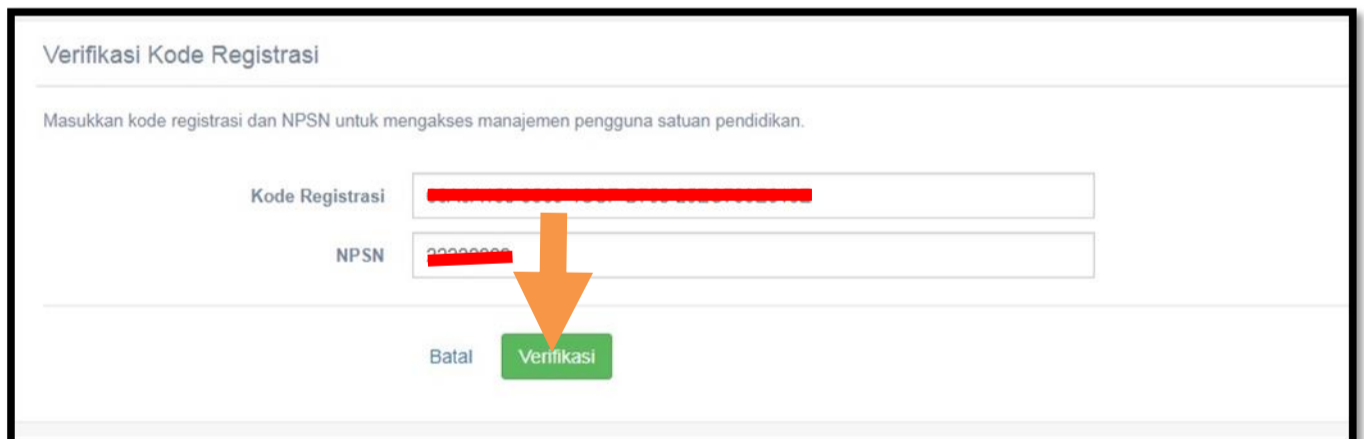 Verifikasi Kode Registrasi
Masukkan kode registrasi dan NPSN untuk mengakses manajemen pengguna satuan pendidikan.
Kode Registrasi
NPSN
Batal Verifikasi